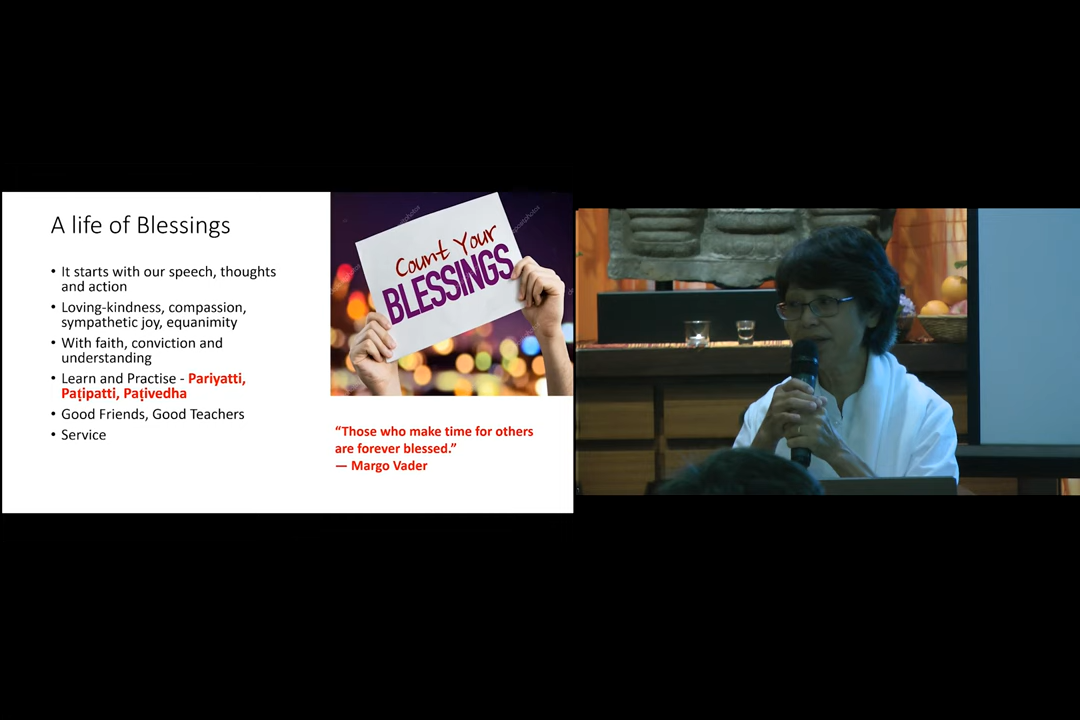 A life of Blessings
• It starts with our speech, thoughts
and action
• Loving-kindness, compassion,
sympathetic joy, equanimity
• With faith, conviction and
understanding
• Learn and Practise - Pariyatti,
Paṭipatti, Paṭivedha
• Good Friends, Good Teachers
• Service
Count Your
BLESSINGS
“Those who make time for others
are forever blessed.”
— Margo Vader